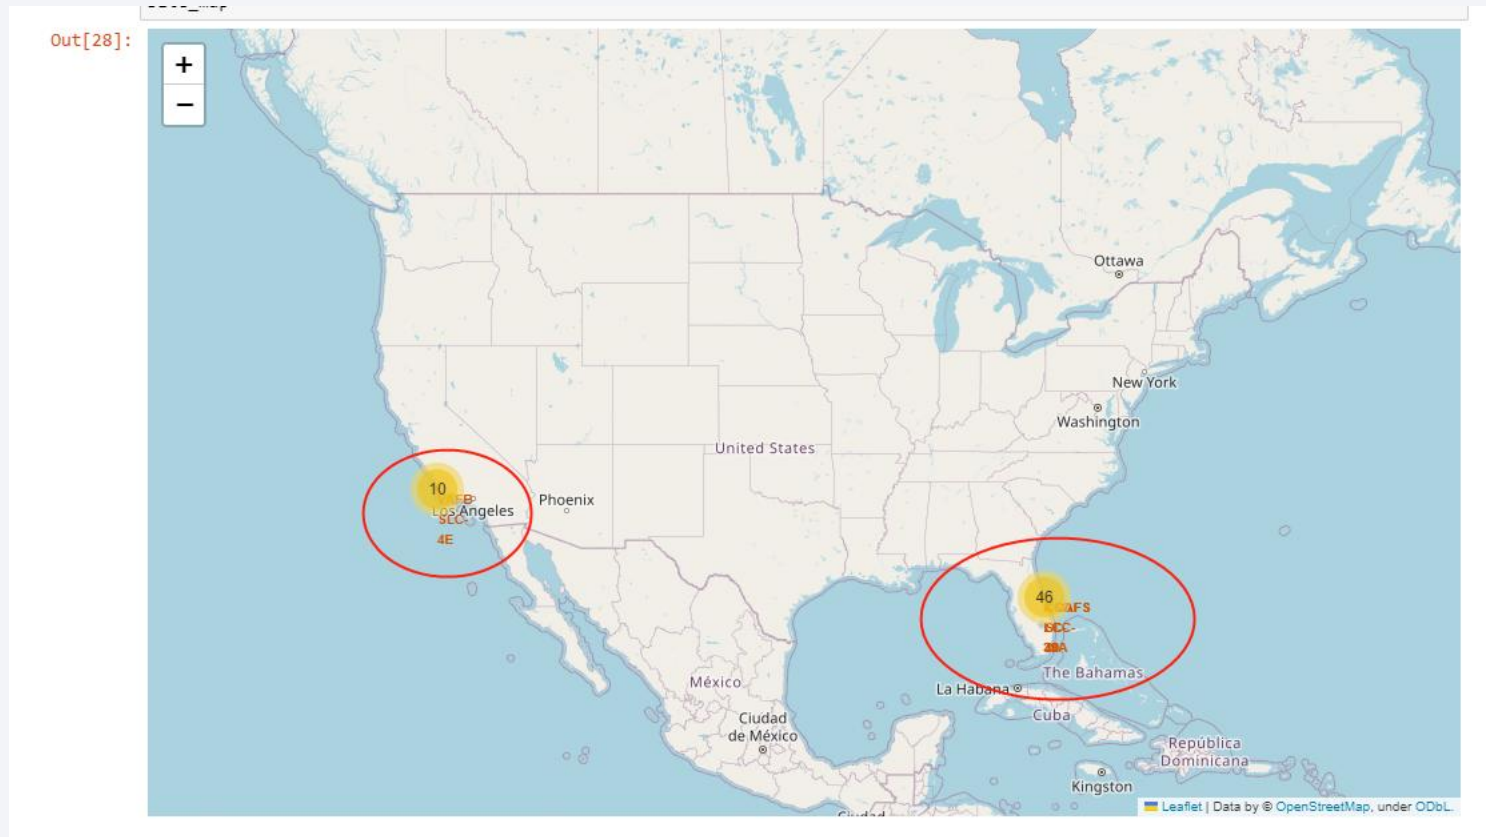 Out[28]:
+
−
Ottawa
New York
Washington
United States
10
Phoenix
Los Angeles
SLC-
4E
46
The Bahamas
La Habana
México
Cuba
Ciudad
de México
República
Dominicana
Kingston
Leaflet | Data by © OpenStreetMap, under ODbL.